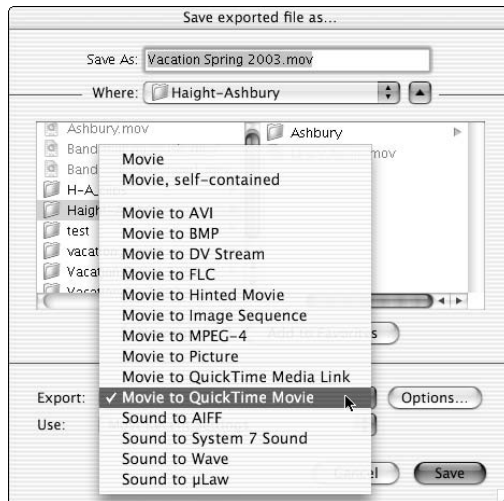 Save exported file as...
Save As: Vacation Spring 2003.mov
Where: Haight-Ashbury
Ashbury.mov
Ashbury
Band
mov
Band
H-A_
Haigh
test
vacat
Vacat
Movie
Movie, self-contained
Movie to AVI
Movie to BMP
Movie to DV Stream
Movie to FLC
Movie to Hinted Movie
Movie to Image Sequence
Movie to MPEG-4
Movie to Picture
Movie to QuickTime Media Link
Export: ✓ Movie to QuickTime Movie Options...
Use:
Sound to AIFF
Sound to System 7 Sound
Sound to Wave
Sound to µLaw
Save